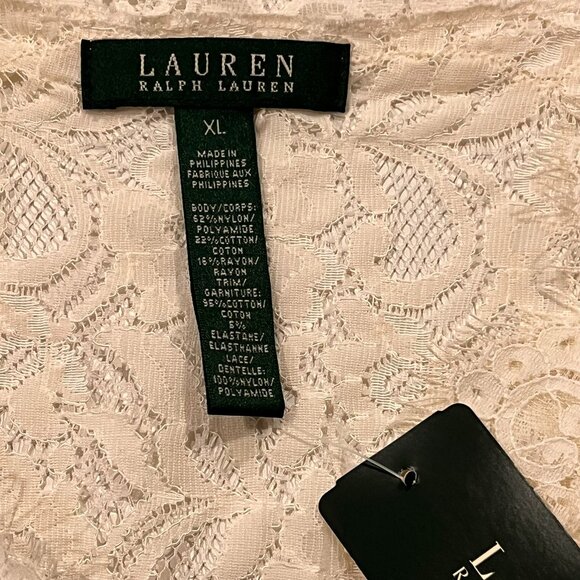 LAUREN
RALPH LAUREN
XL
MADE IN
PHILIPPINES
FABRIQUE AUX
PHILIPPINES
BODY/CORPS:
62%NYLON/
POLYAMIDE
22%COTTON/
COTON
16%RAYON/
RAYON
TRIM/
GARNITURE:
95%COTTON/
COTON
5%
ELASTANE/
ELASTHANNE
LACE/
DENTELLE:
100%NYLON/
POLYAMIDE
L
R